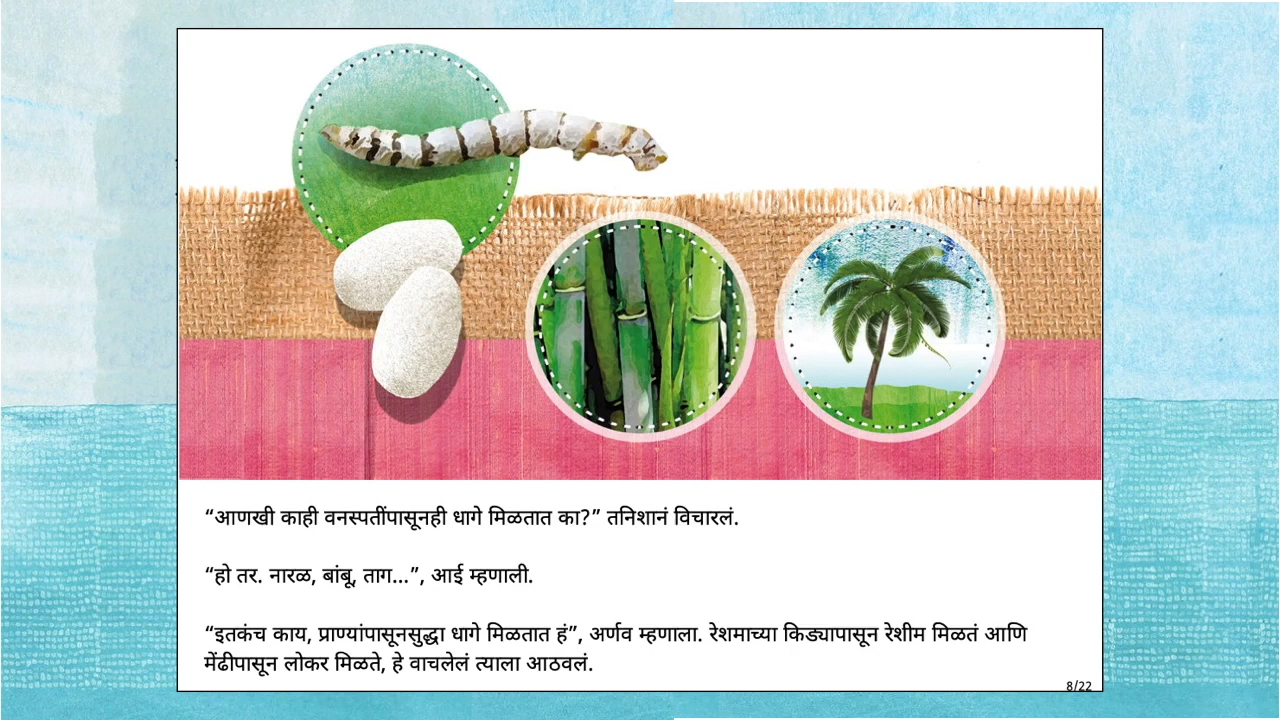 “आणखी काही वनस्पतींपासूनही धागे मिळतात का?” तनिशानं विचारलं.
“हो तर. नारळ, बांबू, ताग...”, आई म्हणाली.
“इतकंच काय, प्राण्यांपासूनसुद्धा धागे मिळतात हं”, अर्णव म्हणाला. रेशमाच्या किड्यापासून रेशीम मिळतं आणि
मेंढीपासून लोकर मिळते, हे वाचलेलं त्याला आठवलं.
8/22